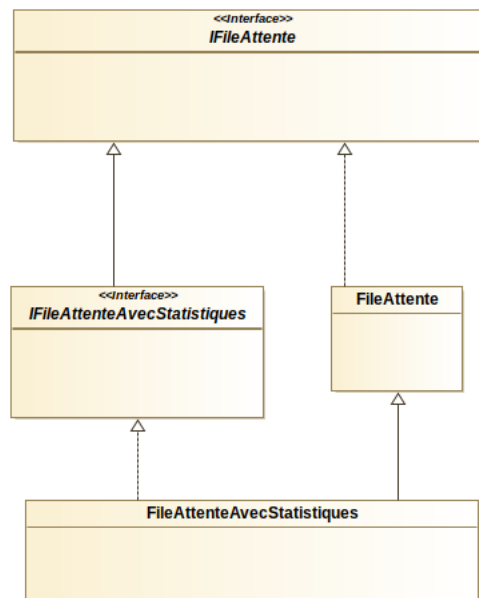 <<Interface>>
IFileAttente
<<Interface>>
IFileAttenteAvecStatistiques
FileAttente
FileAttenteAvecStatistiques